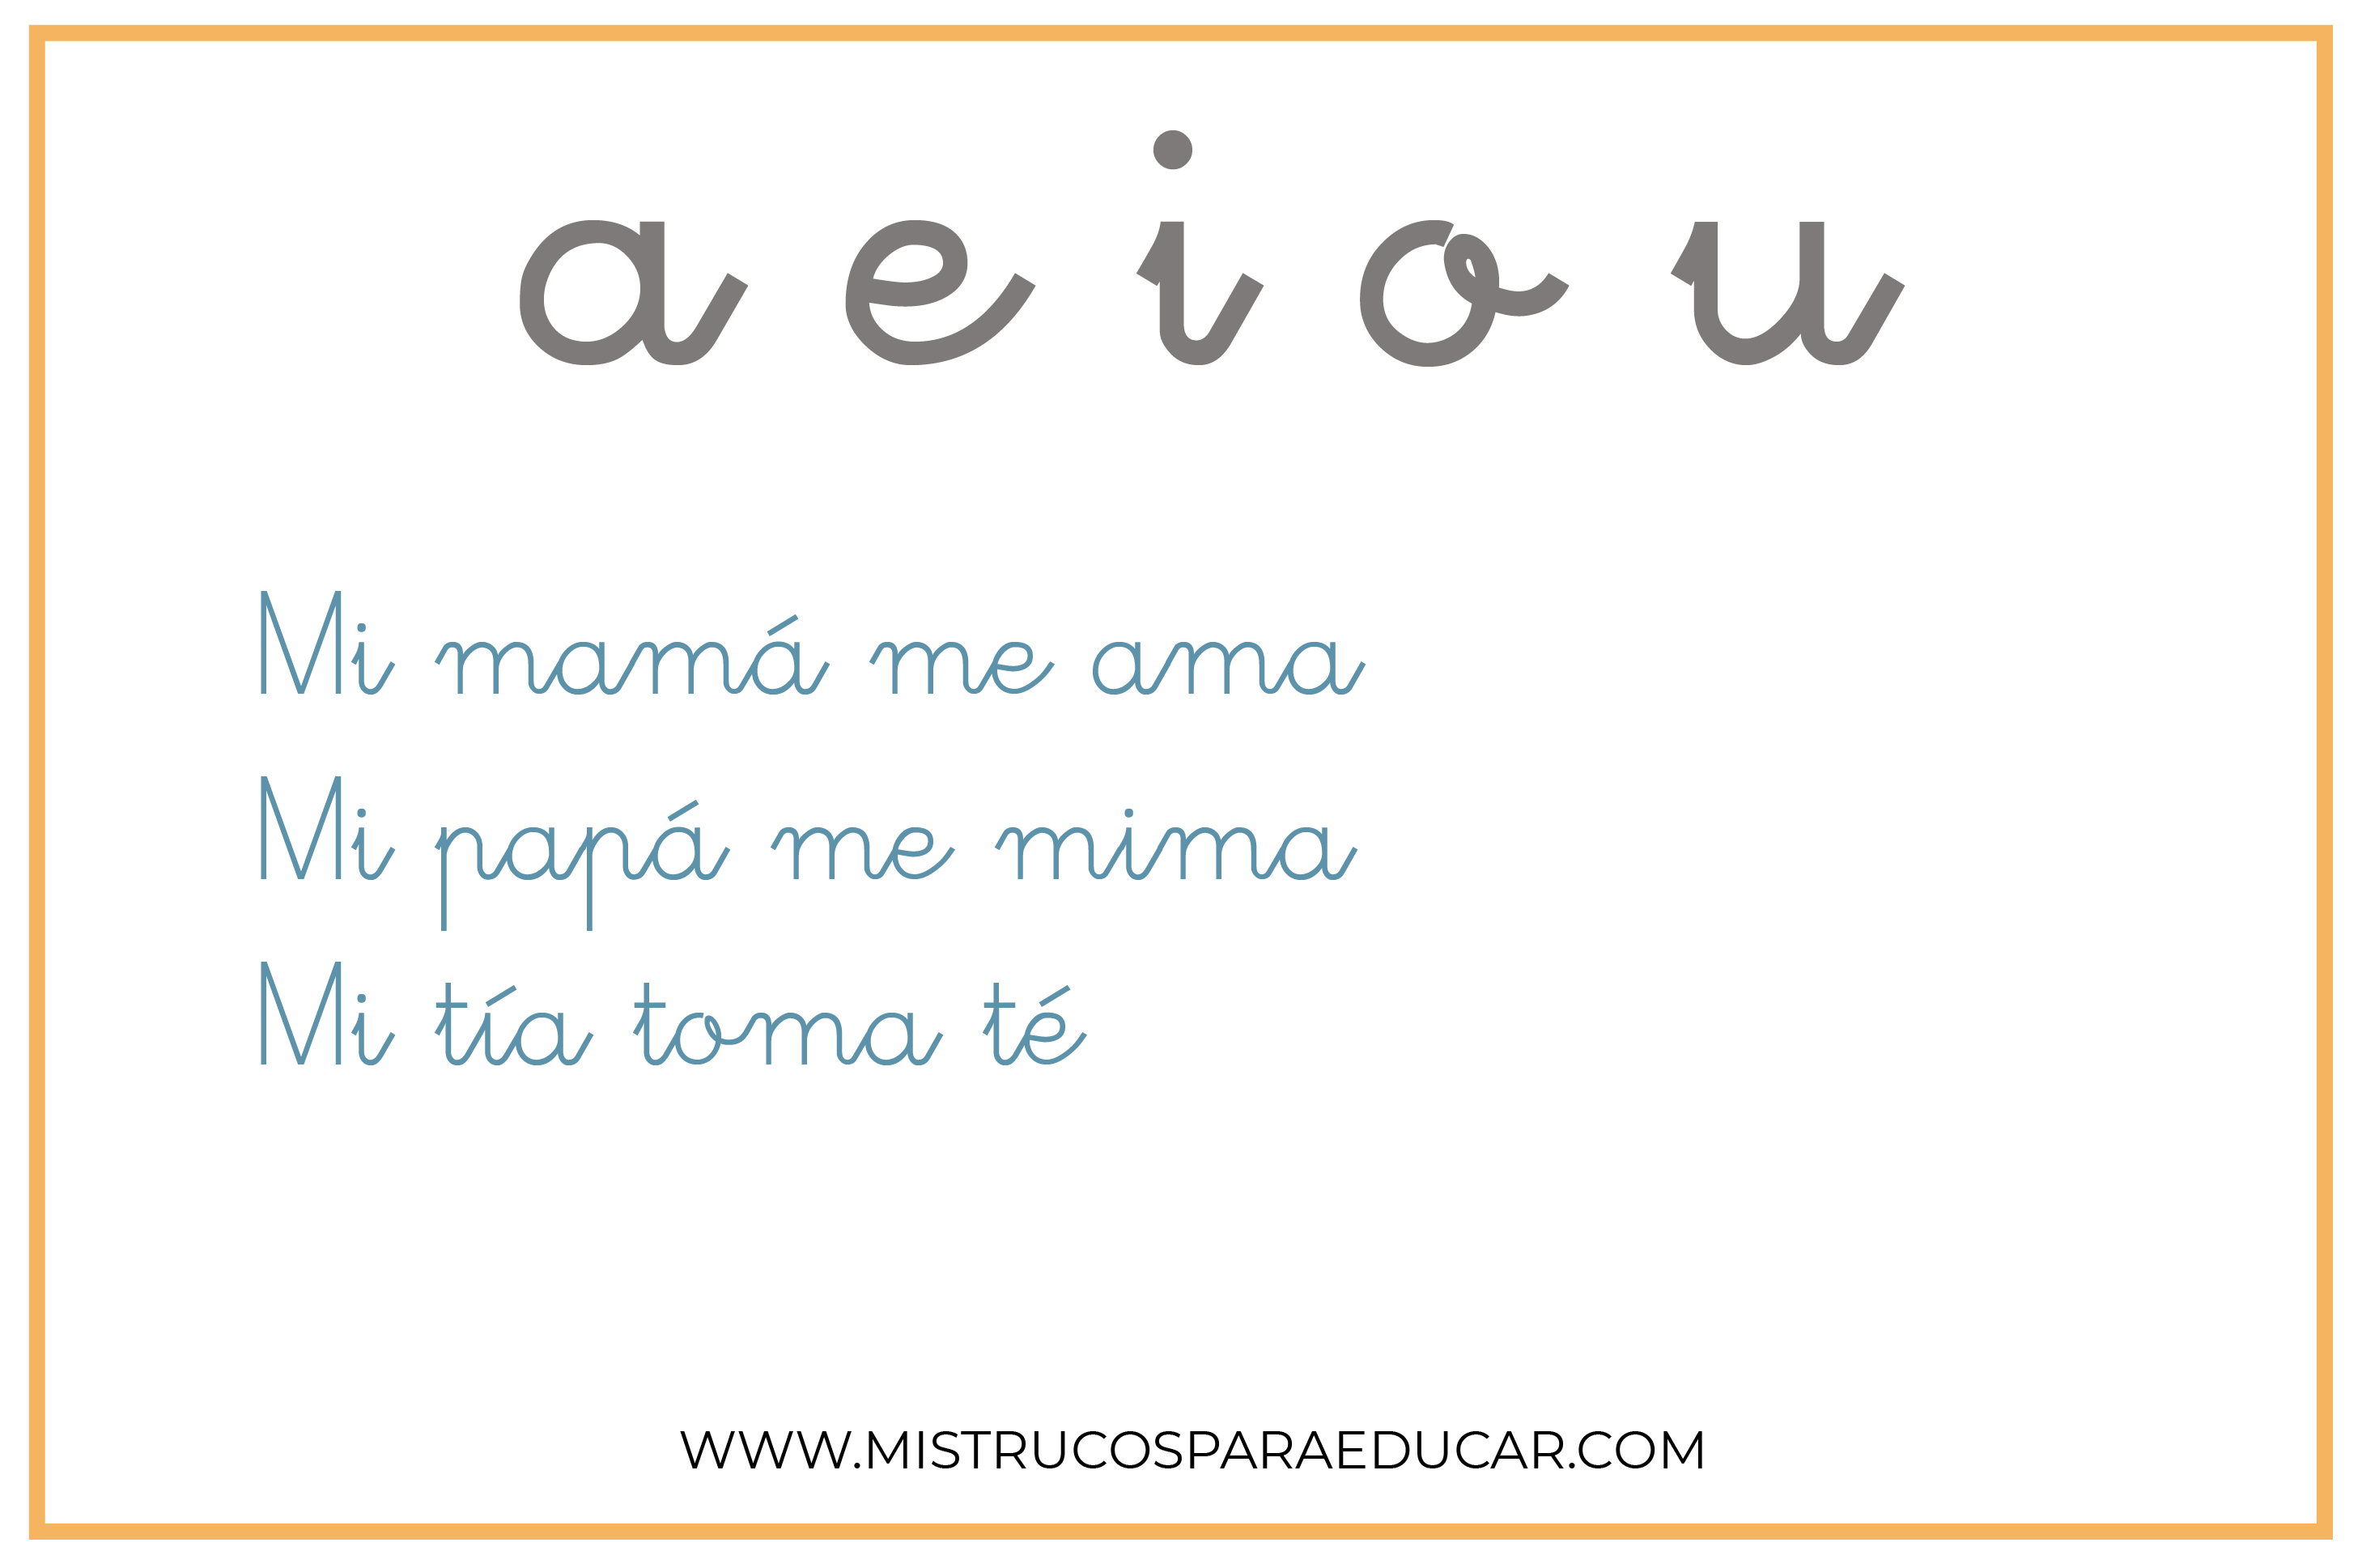 a e i o u
Mi mamá me ama
Mi papá me mima
Mi tía toma té
WWW.MISTRUCOSPARAEDUCAR.COM